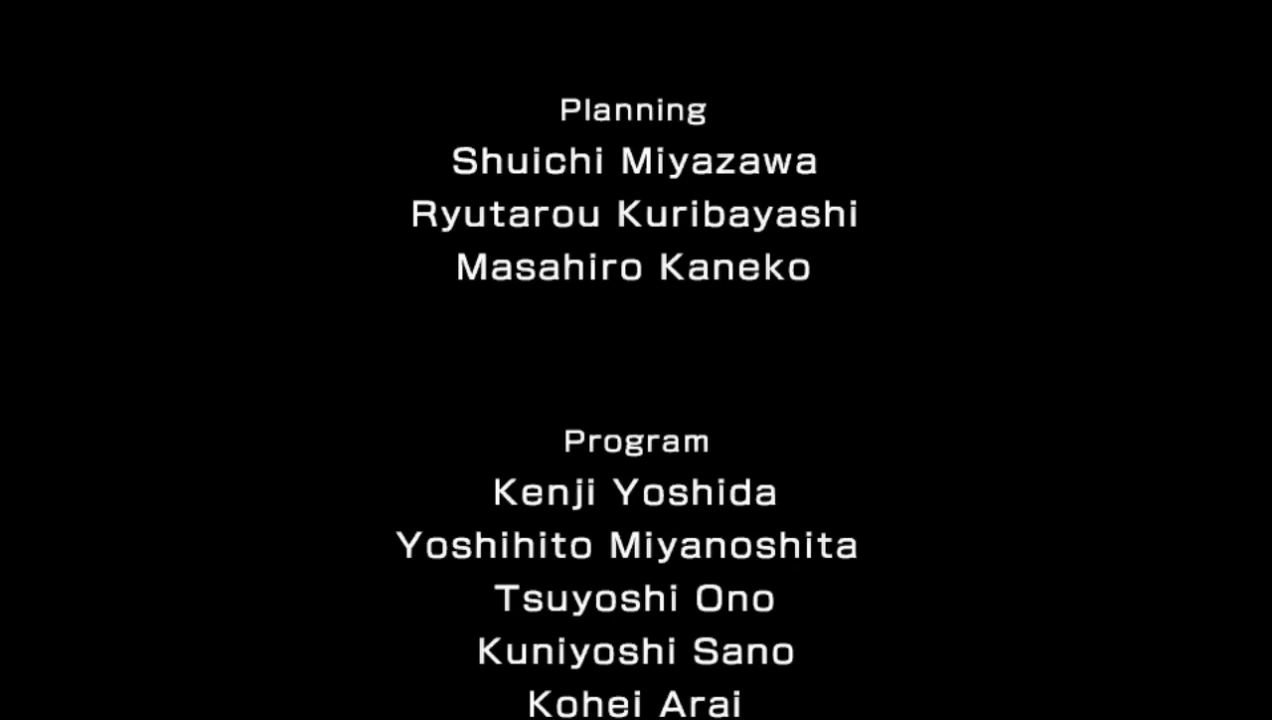 Planning
Shuichi Miyazawa
Ryutarou Kuribayashi
Masahiro Kaneko
Program
Kenji Yoshida
Yoshihito Miyanoshita
Tsuyoshi Ono
Kuniyoshi Sano
Kohei Arai